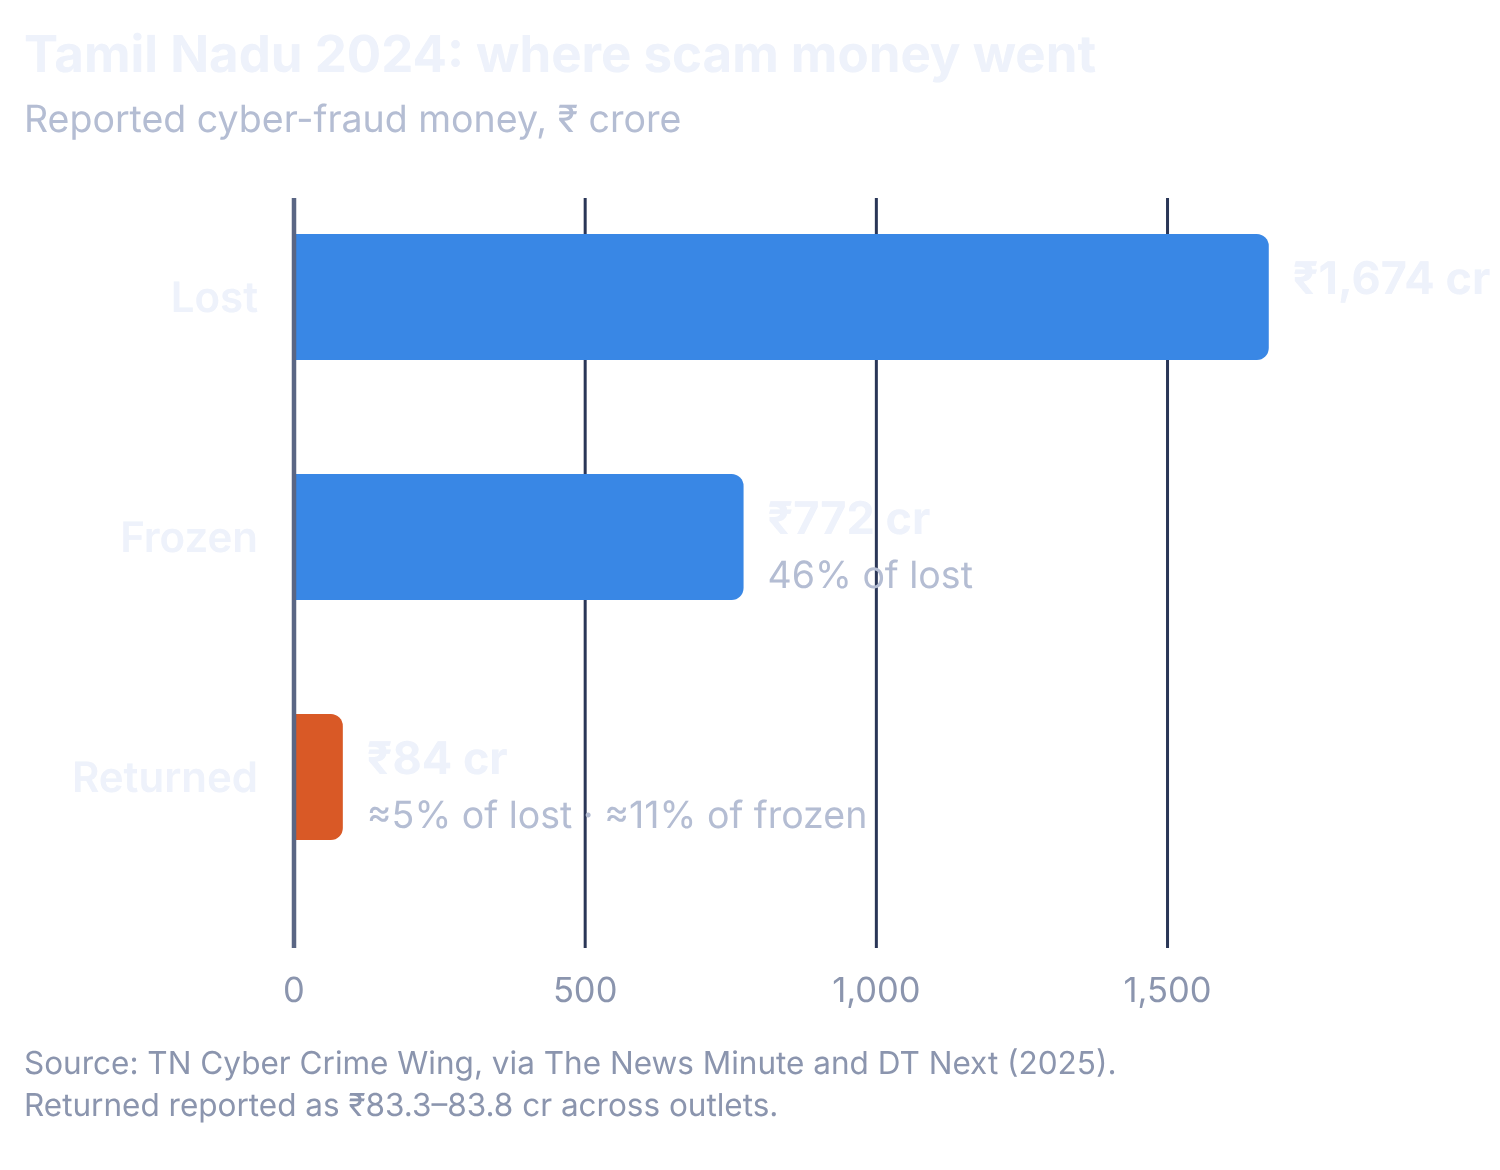 Tamil Nadu 2024: where scam money went
Reported cyber-fraud money, ₹ crore
Lost
₹1,674 cr
Frozen
₹772 cr
46% of lost
Returned
₹84 cr
≈5% of lost · ≈11% of frozen
0 500 1,000 1,500
Source: TN Cyber Crime Wing, via The News Minute and DT Next (2025).
Returned reported as ₹83.3–83.8 cr across outlets.